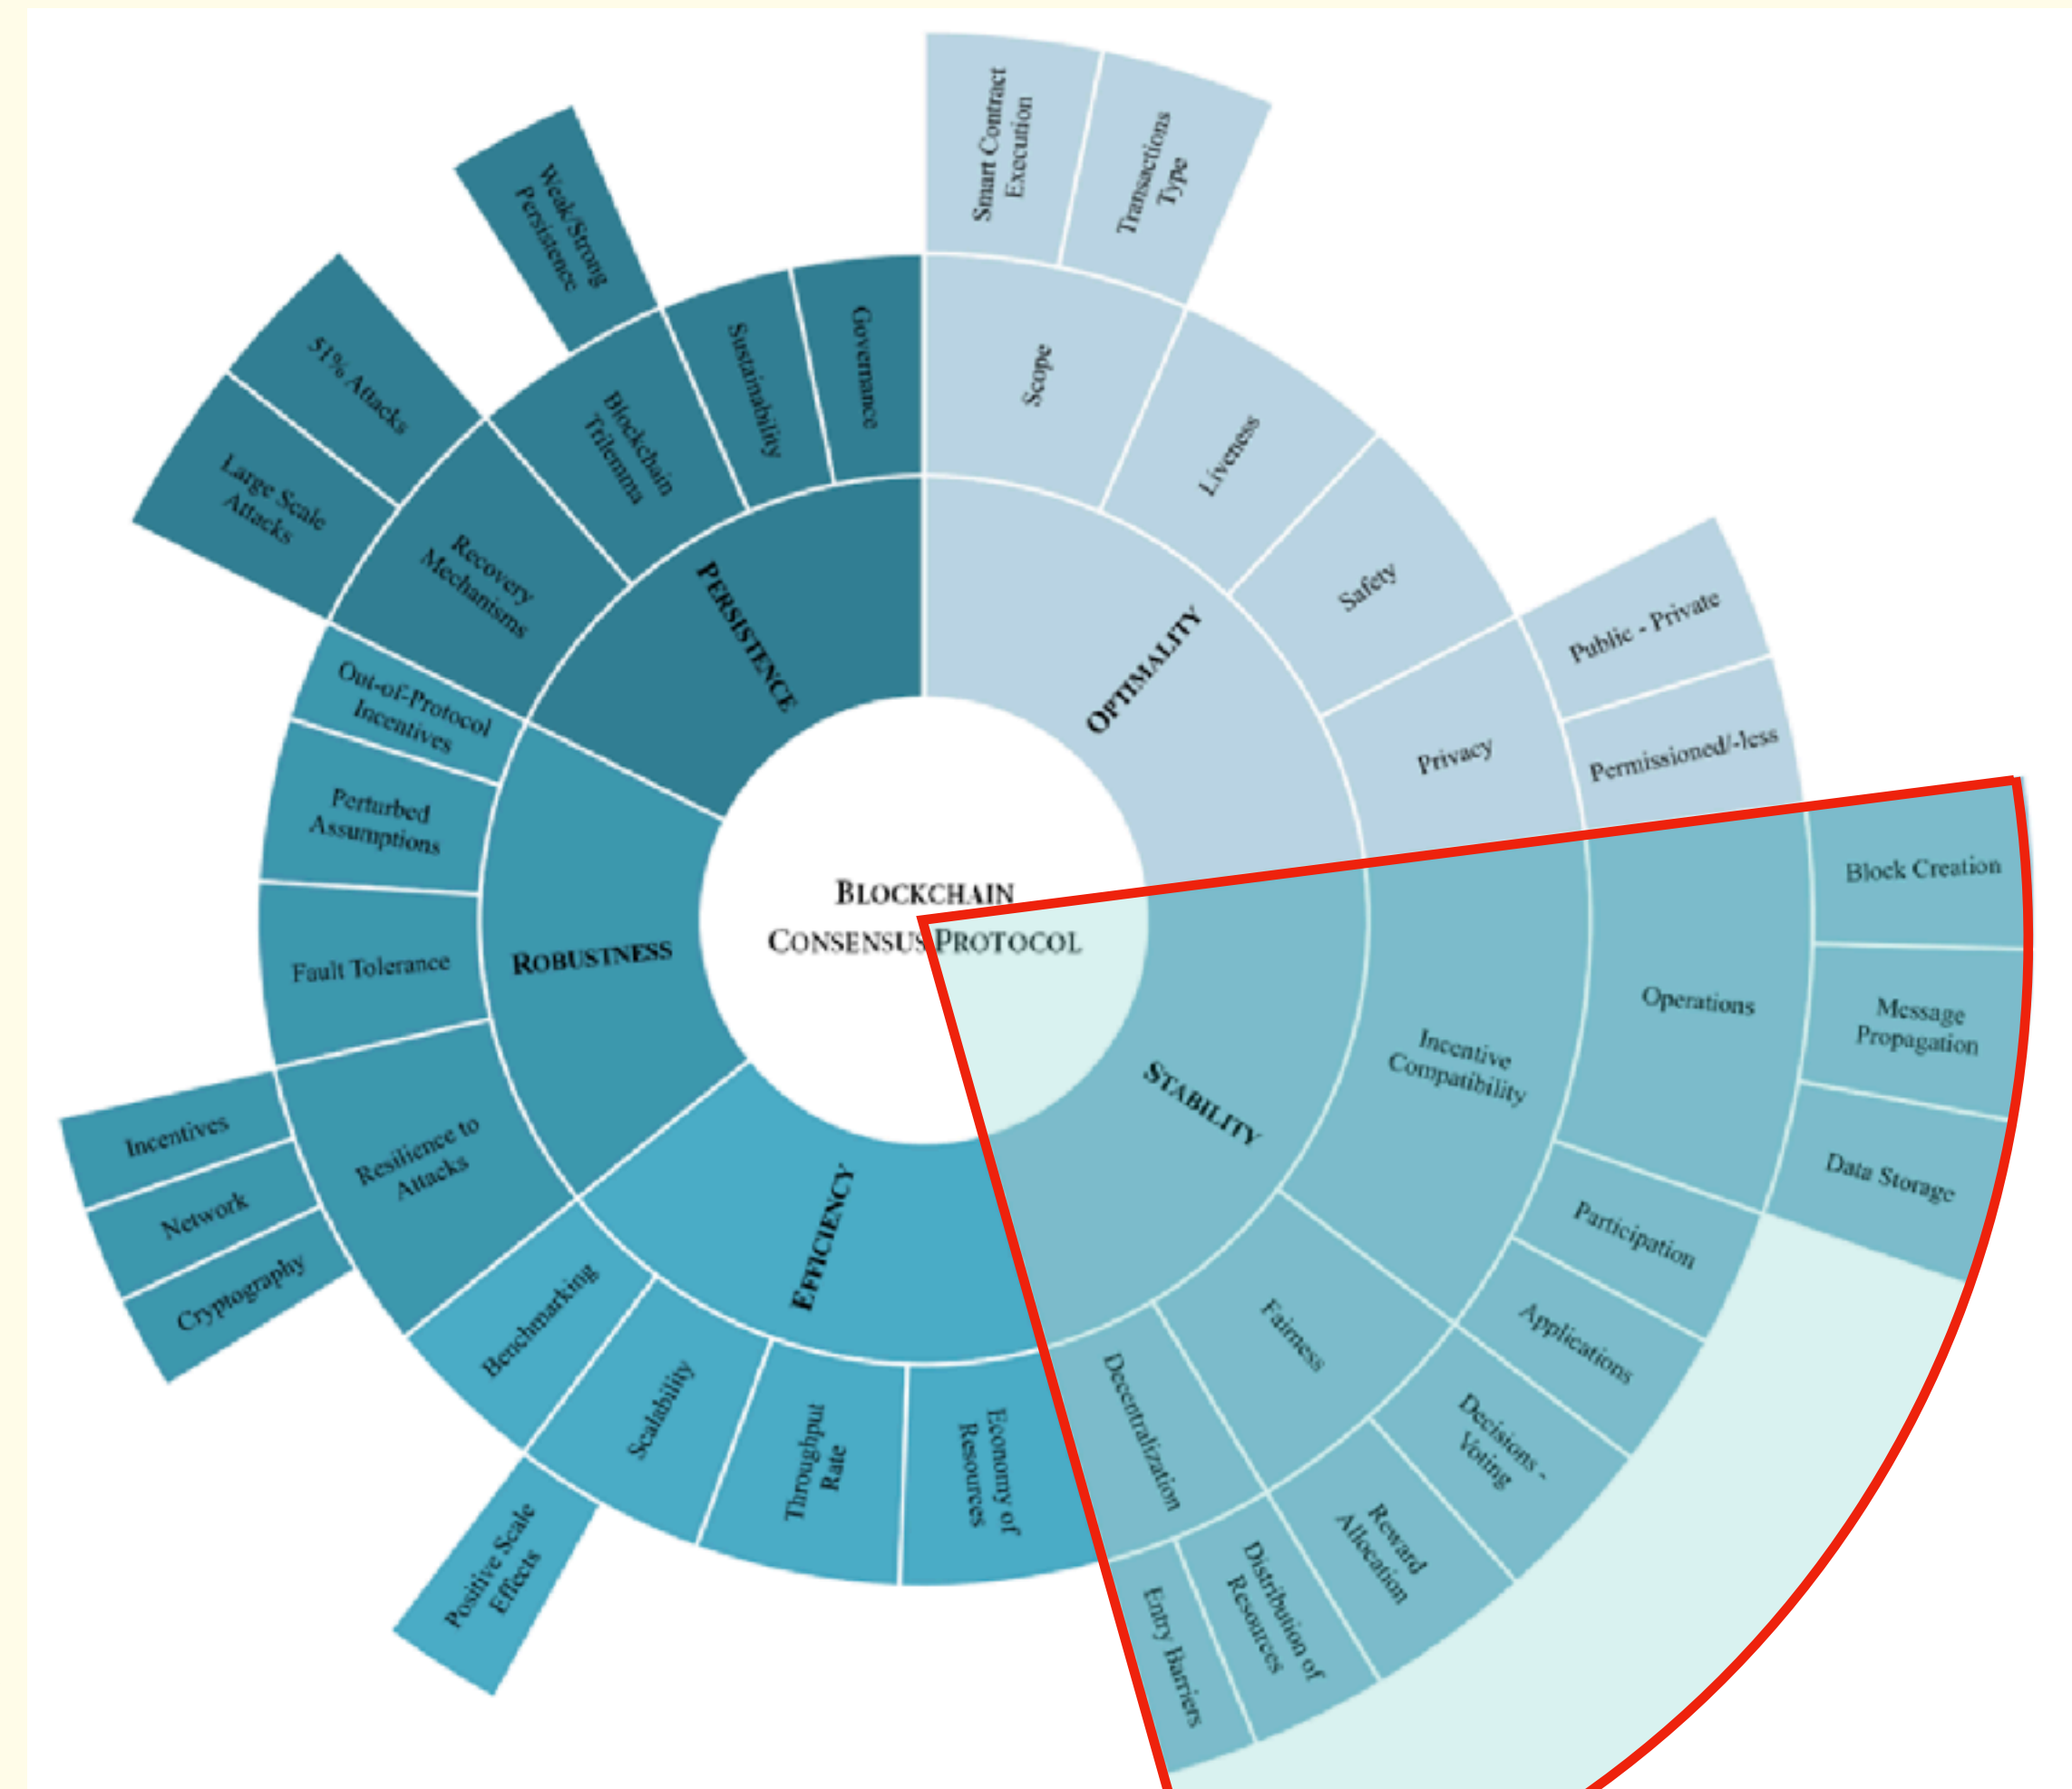 BLOCKCHAIN
CONSENSUS PROTOCOL
OPTIMALITY
Scope
Smart Contract
Execution
Transactions
Type
Liveness
Safety
Privacy
Public - Private
Permissioned/-less
STABILITY
Incentive
Compatibility
Operations
Block Creation
Message
Propagation
Data Storage
Participation
Applications
Fairness
Decisions -
Voting
Reward
Allocation
Decentralization
Distribution of
Resources
Entry Barriers
EFFICIENCY
Economy of
Resources
Throughput
Rate
Scalability
Positive Scale
Effects
Benchmarking
ROBUSTNESS
Resilience to
Attacks
Cryptography
Network
Incentives
Fault Tolerance
Perturbed
Assumptions
Out-of-Protocol
Incentives
PERSISTENCE
Recovery
Mechanisms
Large Scale
Attacks
51% Attacks
Blockchain
Trilemma
Weak/Strong
Persistence
Sustainability
Governance